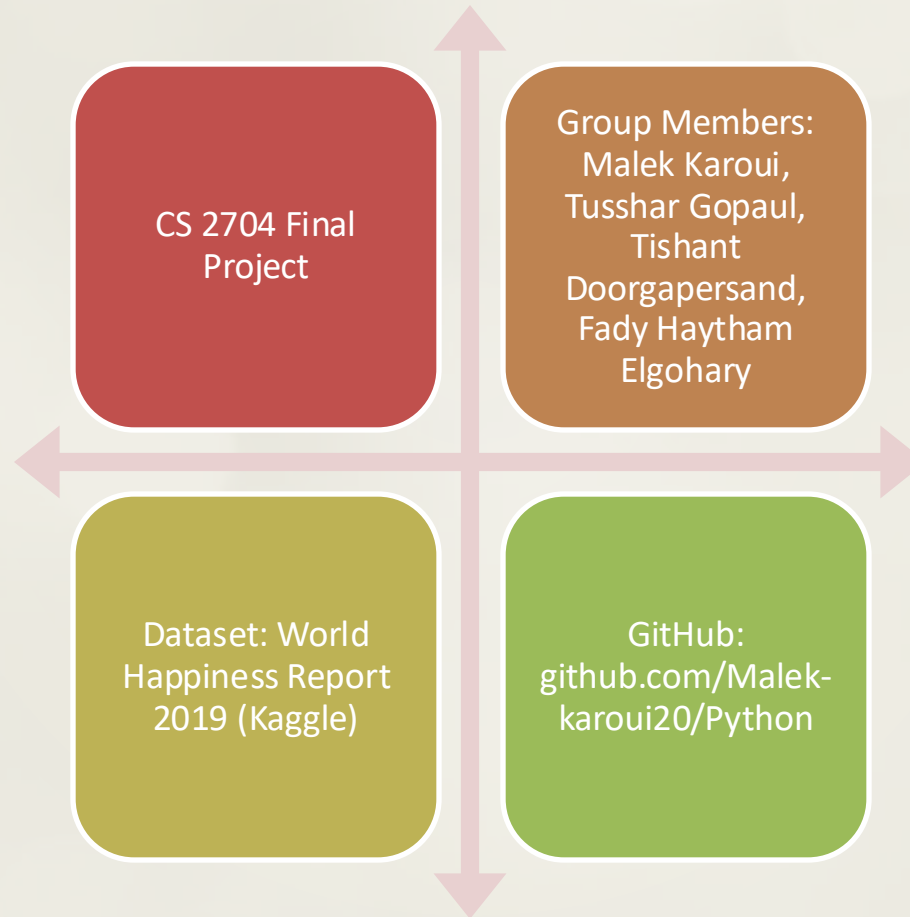 CS 2704 Final
Project
Group Members:
Malek Karoui,
Tusshar Gopaul,
Tishant
Doorgapersand,
Fady Haytham
Elgohary
Dataset: World
Happiness Report
2019 (Kaggle)
GitHub:
github.com/Malek-
karoui20/Python